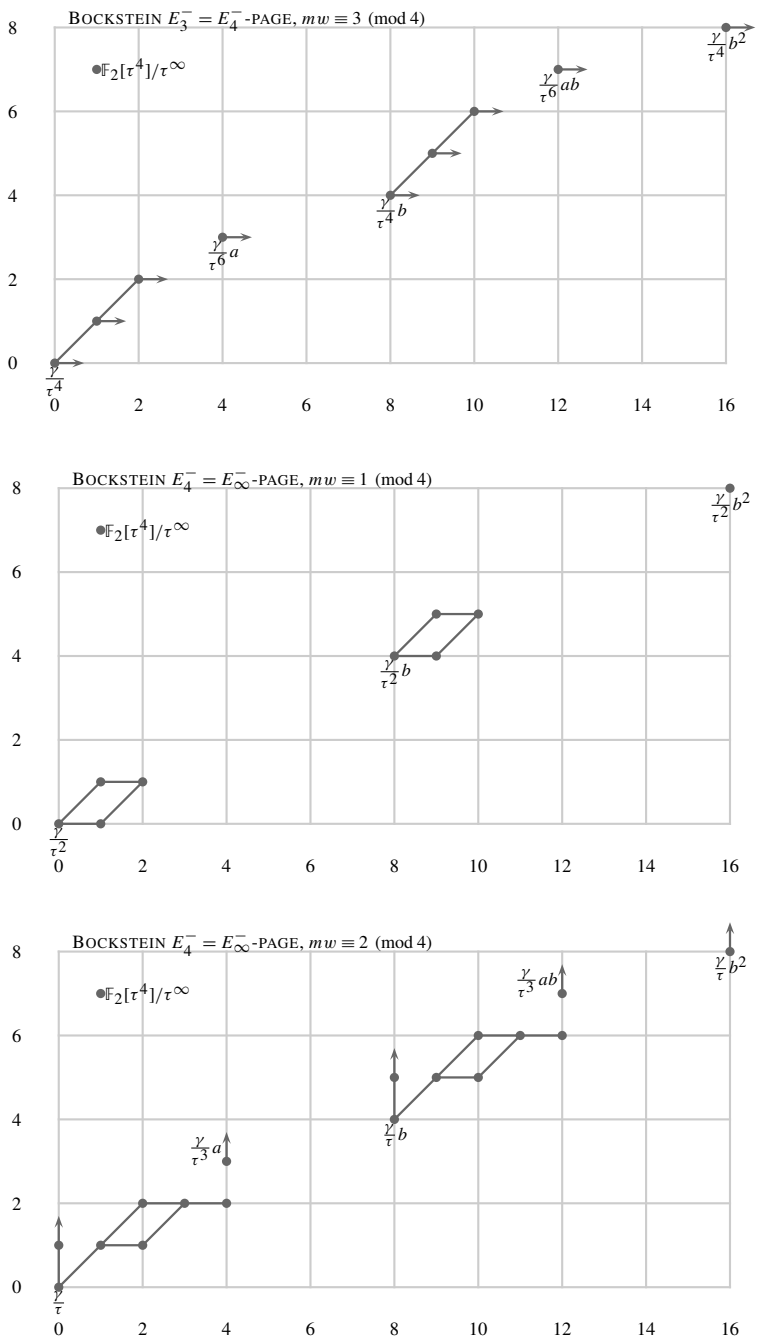 BOCKSTEIN E₃⁻ = E₄⁻-PAGE, mw ≡ 3 (mod 4)
8
𝔽₂[τ⁴]/τ^∞
γ/τ⁴ b²
γ/τ⁶ ab
6
4
γ/τ⁴ b
γ/τ⁶ a
2
0
γ/τ⁴
0 2 4 6 8 10 12 14 16
BOCKSTEIN E₄⁻ = E_∞⁻-PAGE, mw ≡ 1 (mod 4)
8
γ/τ² b²
𝔽₂[τ⁴]/τ^∞
6
4
γ/τ² b
2
0
γ/τ²
0 2 4 6 8 10 12 14 16
BOCKSTEIN E₄⁻ = E_∞⁻-PAGE, mw ≡ 2 (mod 4)
8
γ/τ b²
γ/τ³ ab
𝔽₂[τ⁴]/τ^∞
6
4
γ/τ b
γ/τ³ a
2
0
γ/τ
0 2 4 6 8 10 12 14 16